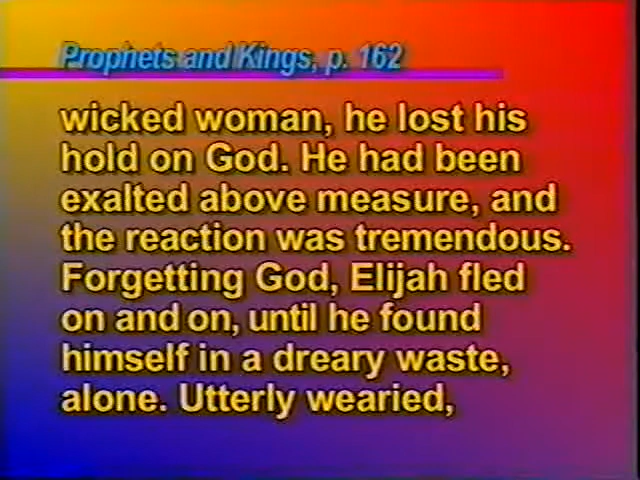 Prophets and Kings, p. 162
wicked woman, he lost his
hold on God. He had been
exalted above measure, and
the reaction was tremendous.
Forgetting God, Elijah fled
on and on, until he found
himself in a dreary waste,
alone. Utterly wearied,